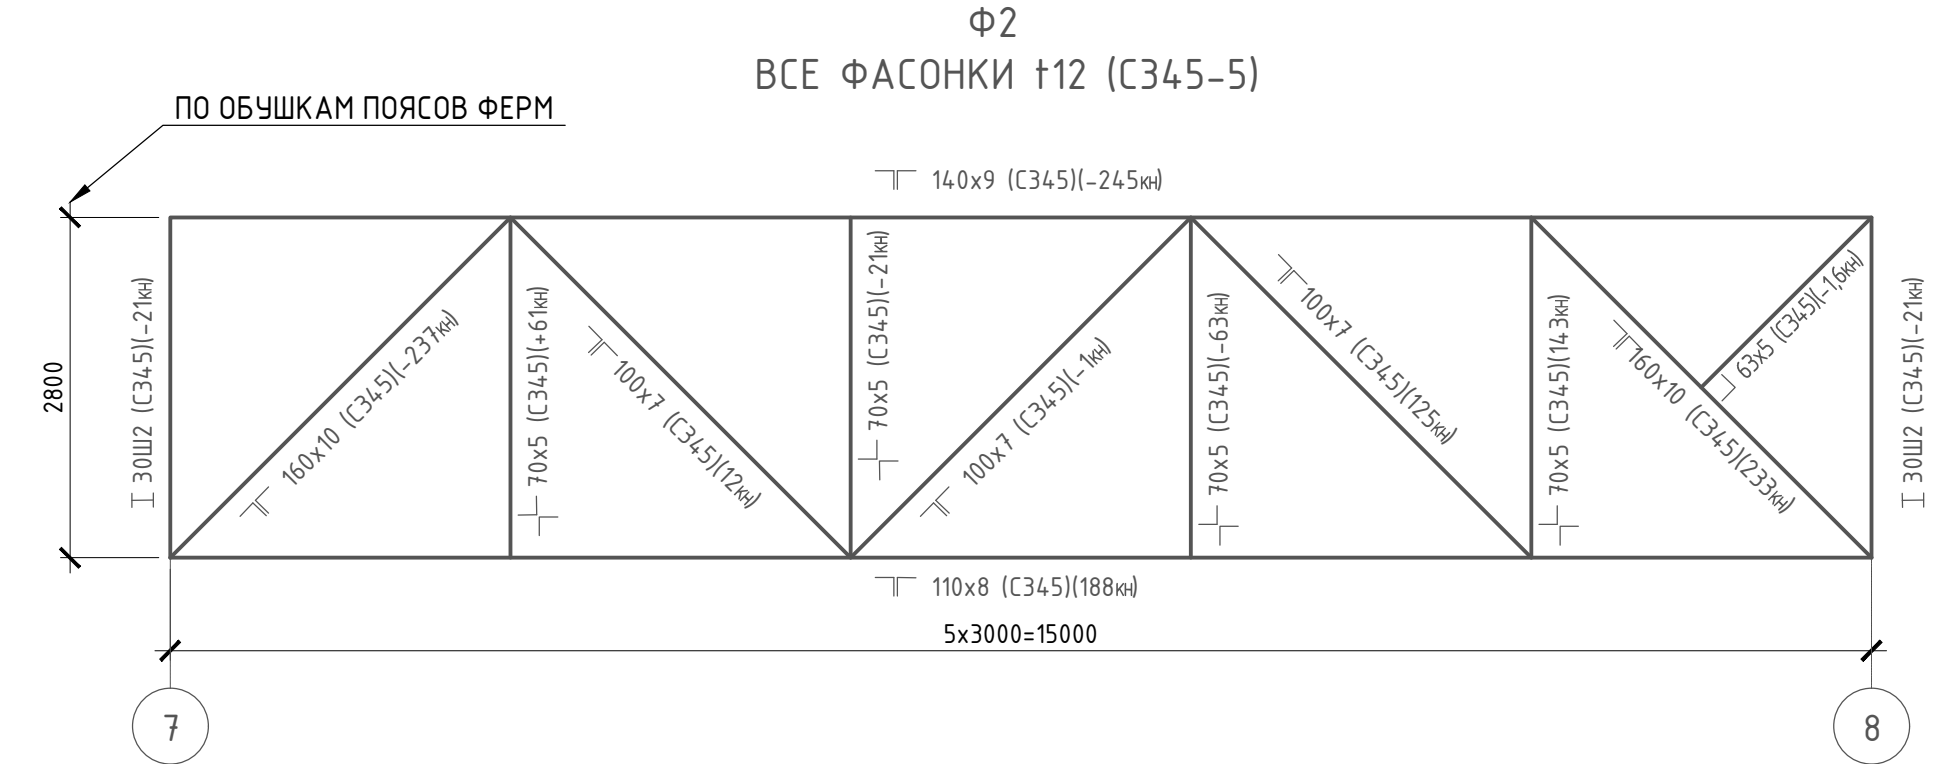 Ф2
ВСЕ ФАСОНКИ t12 (С345-5)
ПО ОБУШКАМ ПОЯСОВ ФЕРМ
140х9 (С345)(-245кн)
2800
30Ш2 (С345)(-21кн)
160х10 (С345)(-237кн)
70х5 (С345)(+61кн)
100х7 (С345)(12кн)
70х5 (С345)(-21кн)
100х7 (С345)(-1кн)
70х5 (С345)(-63кн)
100х7 (С345)(125кн)
70х5 (С345)(143кн)
160х10 (С345)(233кн)
63х5 (С345)(-1,6кн)
30Ш2 (С345)(-21кн)
110х8 (С345)(188кн)
5х3000=15000
7
8